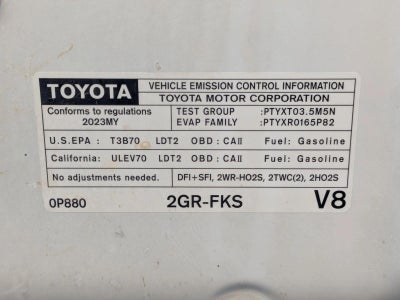 TOYOTA VEHICLE EMISSION CONTROL INFORMATION
TOYOTA MOTOR CORPORATION
Conforms to regulations TEST GROUP :PTYXT03.5M5N
2023MY EVAP FAMILY :PTYXR0165P82
U.S.EPA : T3B70 LDT2 OBD : CAII Fuel: Gasoline
California: ULEV70 LDT2 OBD : CAII Fuel: Gasoline
No adjustments needed. DFI+SFI, 2WR-HO2S, 2TWC(2), 2HO2S
0P880 2GR-FKS V8